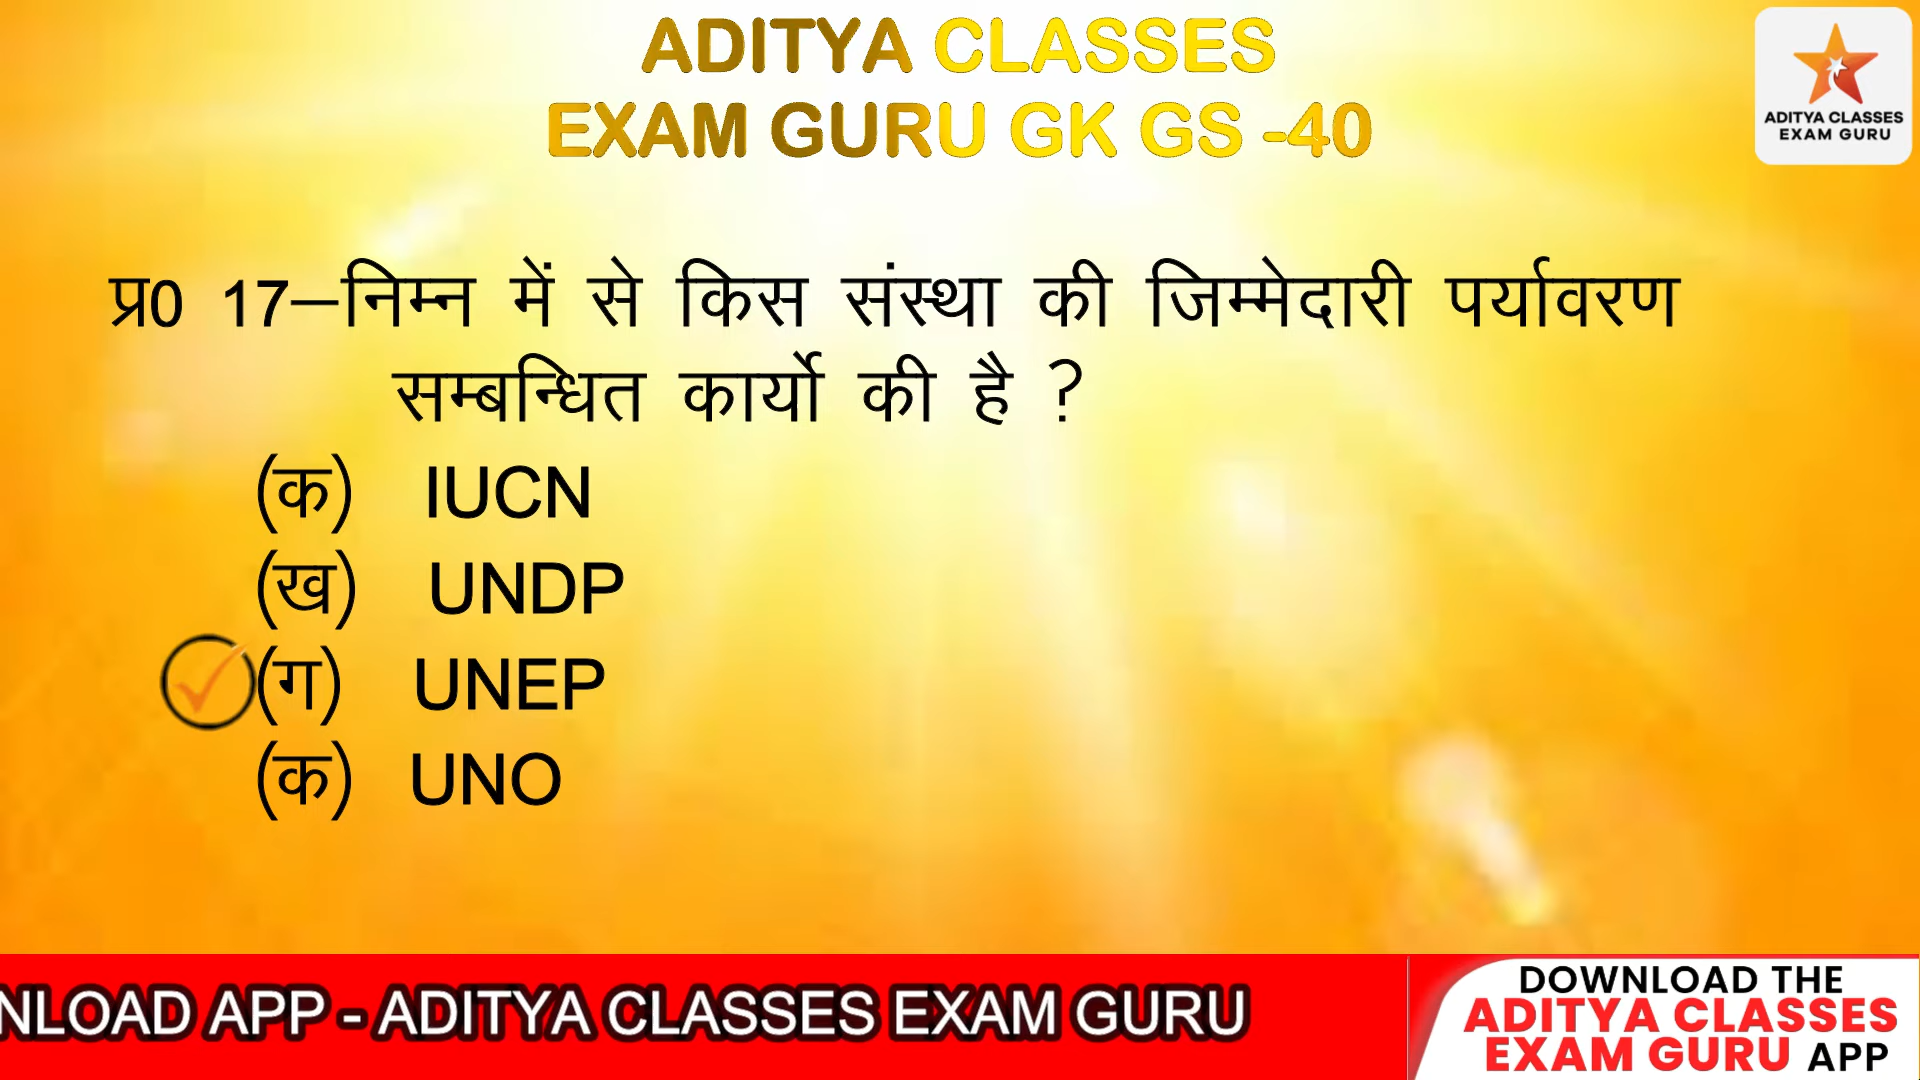 ADITYA CLASSES
EXAM GURU GK GS -40
ADITYA CLASSES
EXAM GURU
प्र0 17–निम्न में से किस संस्था की जिम्मेदारी पर्यावरण
सम्बन्धित कार्यो की है ?
(क) IUCN
(ख) UNDP
(ग) UNEP
(क) UNO
NLOAD APP - ADITYA CLASSES EXAM GURU
DOWNLOAD THE
ADITYA CLASSES
EXAM GURU APP